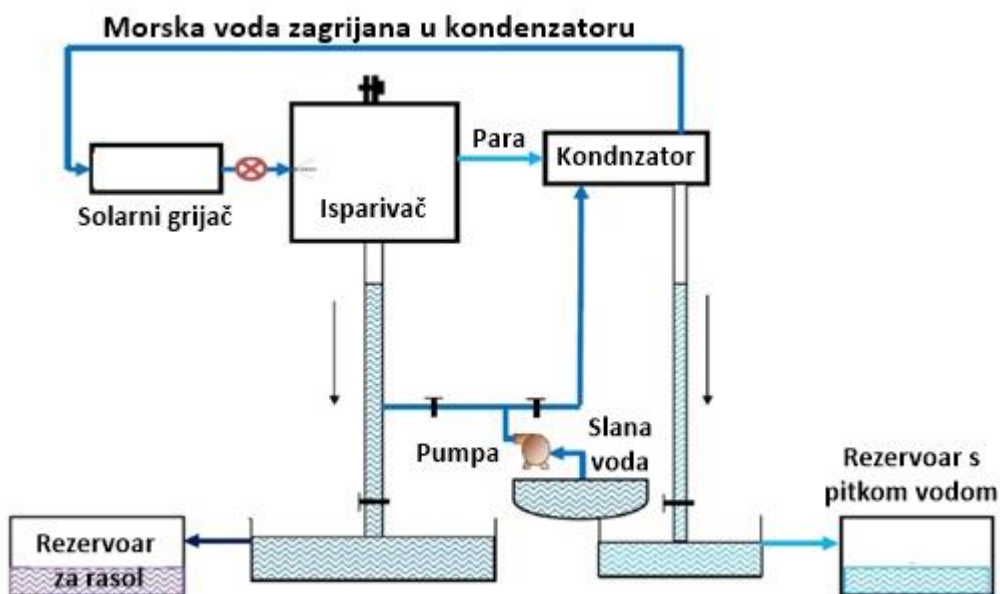 Morska voda zagrijana u kondenzatoru
Para
Kondnzator
Solarni grijač
Isparivač
Pumpa
Slana
voda
Rezervoar s
pitkom vodom
Rezervoar
za rasol